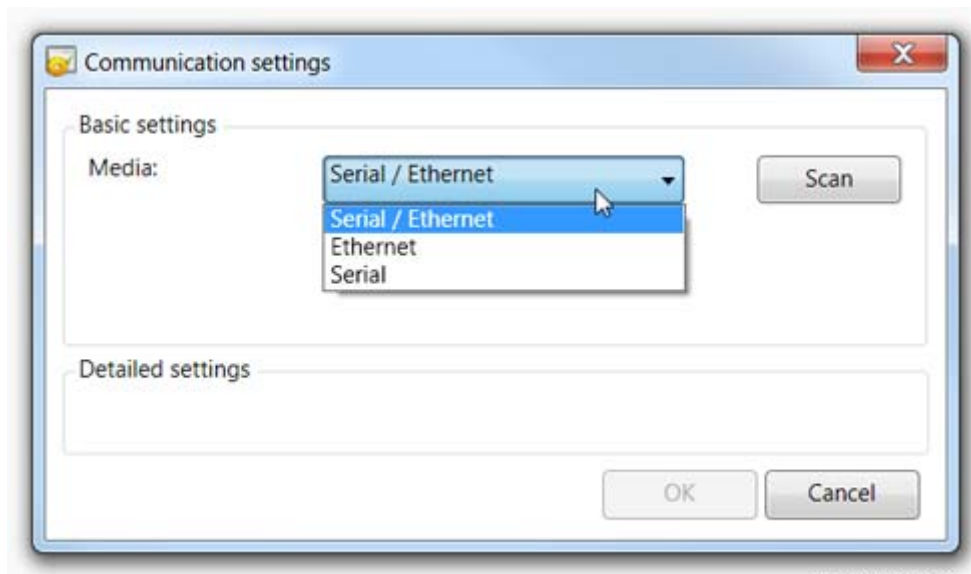 Communication settings
Basic settings
Media:
Serial / Ethernet
Scan
Serial / Ethernet
Ethernet
Serial
Detailed settings
OK
Cancel